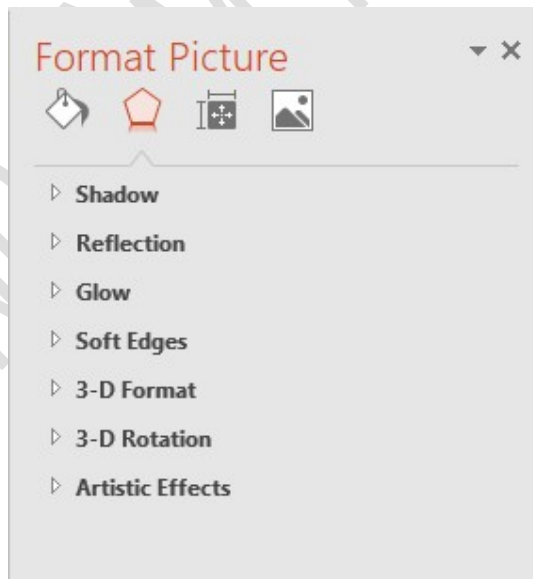 Format Picture
Shadow
Reflection
Glow
Soft Edges
3-D Format
3-D Rotation
Artistic Effects